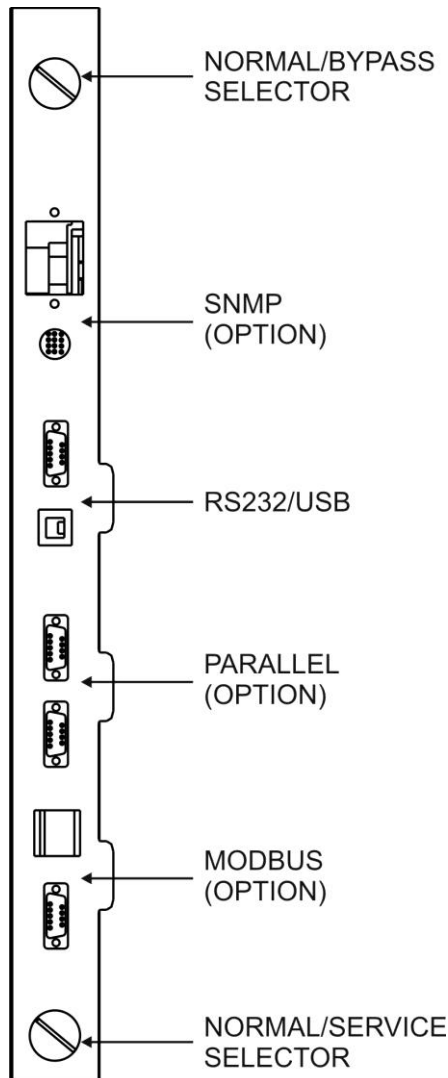 NORMAL/BYPASS
SELECTOR
SNMP
(OPTION)
RS232/USB
PARALLEL
(OPTION)
MODBUS
(OPTION)
NORMAL/SERVICE
SELECTOR